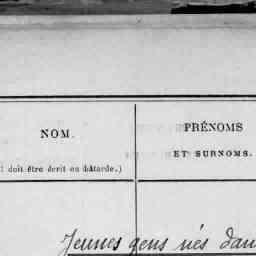 NOM.
PRÉNOMS
ET SURNOMS.
doit être écrit en bâtarde.)
Jeunes gens nés dan